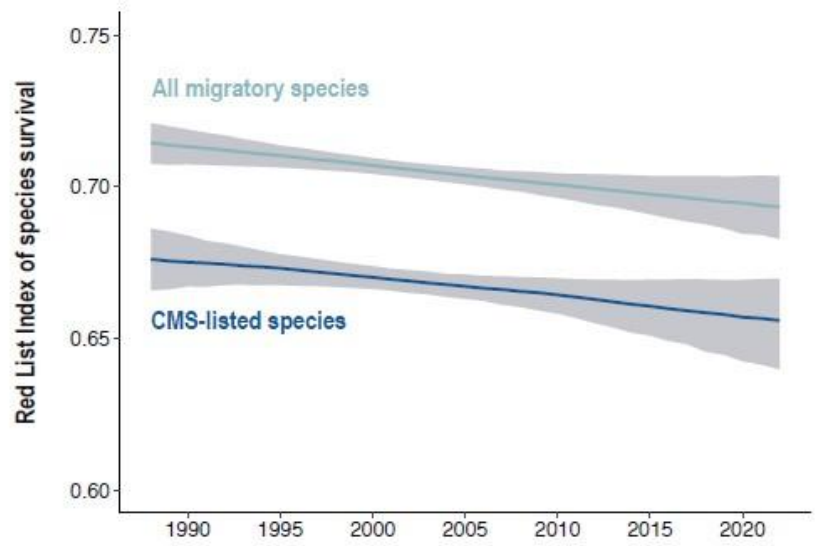 Red List Index of species survival
0.75
0.70
0.65
0.60
All migratory species
CMS-listed species
1990 1995 2000 2005 2010 2015 2020